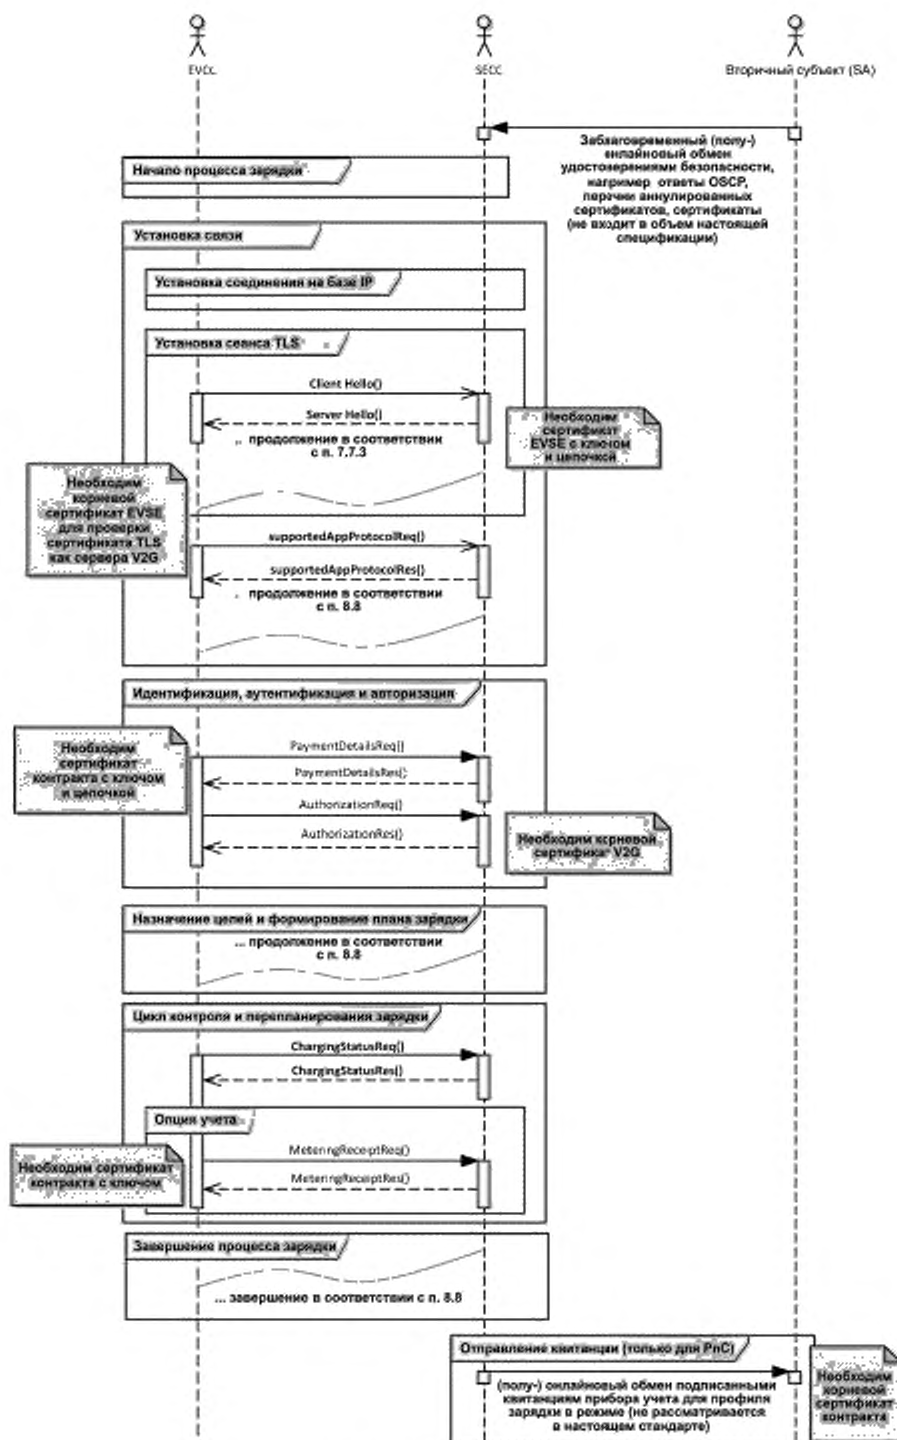 EVCC
SECC
Вторичный субъект (SA)
Заблаговременный (полу-)
онлайновый обмен
удостоверениями безопасности,
например ответы OSCP,
перечни аннулированных
сертификатов, сертификаты
(не входит в объем настоящей
спецификации)
Начало процесса зарядки
Установка связи
Установка соединения на базе IP
Установка сеанса TLS
Client Hello()
Server Hello()
.. продолжение в соответствии
с п. 7.7.3
Необходим
сертификат
EVSE с ключом
и цепочкой
Необходим
корневой
сертификат EVSE
для проверки
сертификата TLS
как сервера V2G
supportedAppProtocolReq()
supportedAppProtocolRes()
. продолжение в соответствии
с п. 8.8
Идентификация, аутентификация и авторизация
Необходим
сертификат
контракта с ключом
и цепочкой
PaymentDetailsReq()
PaymentDetailsRes()
AuthorizationReq()
AuthorizationRes()
Необходим корневой
сертификат V2G
Назначение целей и формирование плана зарядки
... продолжение в соответствии
с п. 8.8
Цикл контроля и перепланирования зарядки
ChargingStatusReq()
ChargingStatusRes()
Опция учета
Необходим сертификат
контракта с ключом
MeteringReceiptReq()
MeteringReceiptRes()
Завершение процесса зарядки
... завершение в соответствии с п. 8.8
Отправление квитанции (только для PnC)
(полу-) онлайновый обмен подписанными
квитанциям прибора учета для профиля
зарядки в режиме (не рассматривается
в настоящем стандарте)
Необходим
корневой
сертификат
контракта